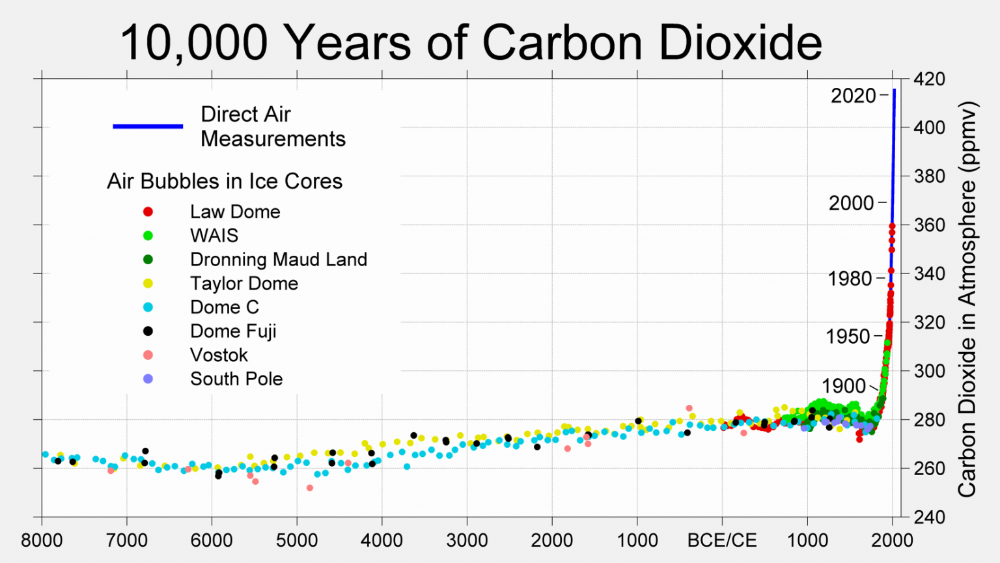 10,000 Years of Carbon Dioxide
Direct Air
Measurements
Air Bubbles in Ice Cores
Law Dome
WAIS
Dronning Maud Land
Taylor Dome
Dome C
Dome Fuji
Vostok
South Pole
2020
2000
1980
1950
1900
420
400
380
360
340
320
300
280
260
240
Carbon Dioxide in Atmosphere (ppmv)
8000 7000 6000 5000 4000 3000 2000 1000 BCE/CE 1000 2000